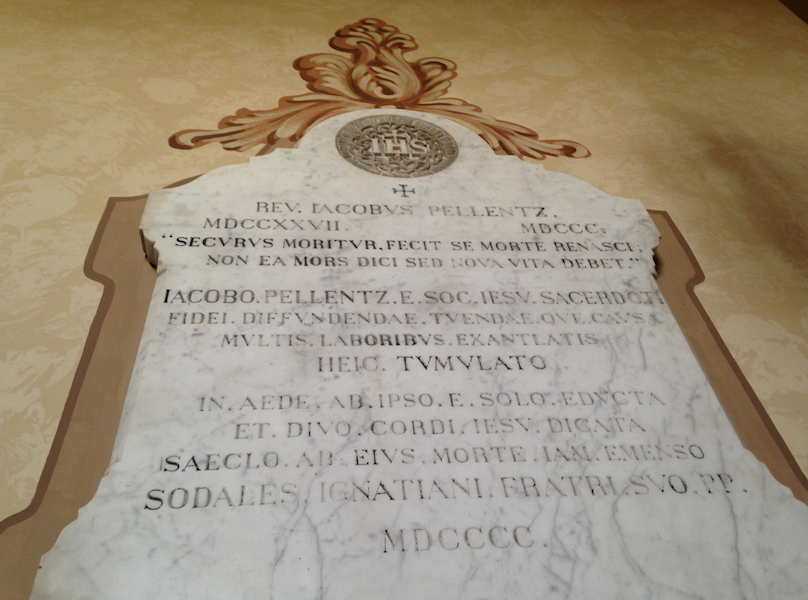 IHS
REV. IACOBVS PELLENTZ.
MDCCXXVII. MDCCC.
"SECVRVS MORITVR, FECIT SE MORTE RENASCI:
NON EA MORS DICI SED NOVA VITA DEBET."
IACOBO. PELLENTZ. E. SOC. IESV. SACERDOTI
FIDEI. DIFFVNDENDAE. TVENDAE. QVE. CAVSA
MVLTIS. LABORIBVS. EXANTLATIS
HEIC. TVMVLATO
IN. AEDE. AB. IPSO. E. SOLO. EDVCTA
ET. DIVO. CORDI. IESV. DICATA
SAECLO. AB. EIVS. MORTE. IAM. EMENSO
SODALES. IGNATIANI. FRATRI. SVO. PP.
MDCCCC.